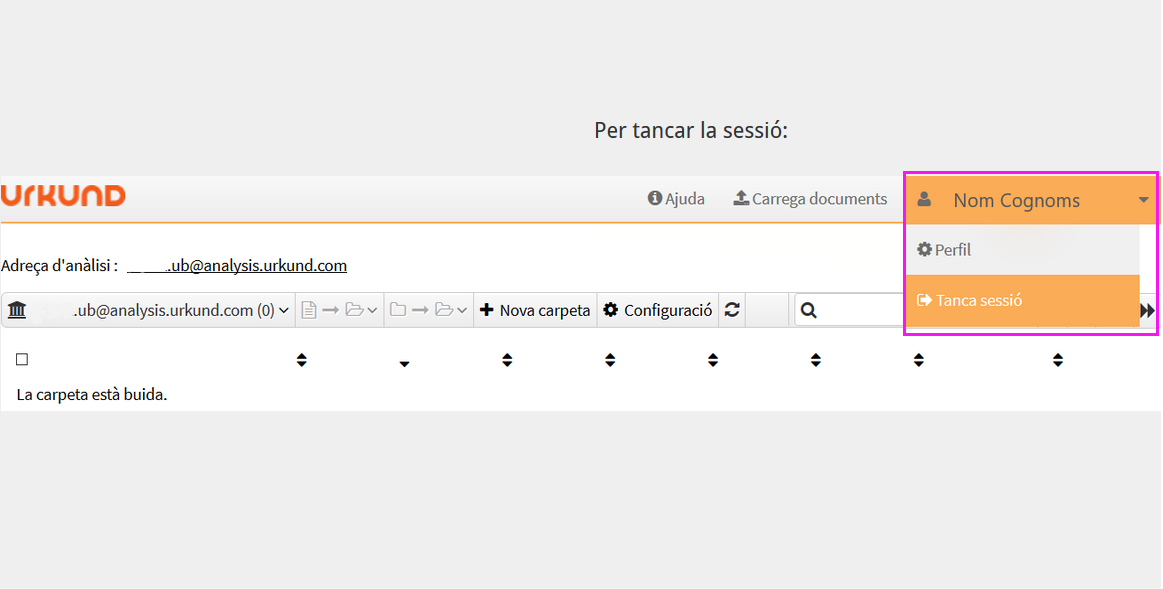 Per tancar la sessió:
URKUND
Ajuda Carrega documents Nom Cognoms
Perfil
Adreça d'anàlisi : .ub@analysis.urkund.com
Tanca sessió
.ub@analysis.urkund.com (0) Nova carpeta Configuració
La carpeta està buida.